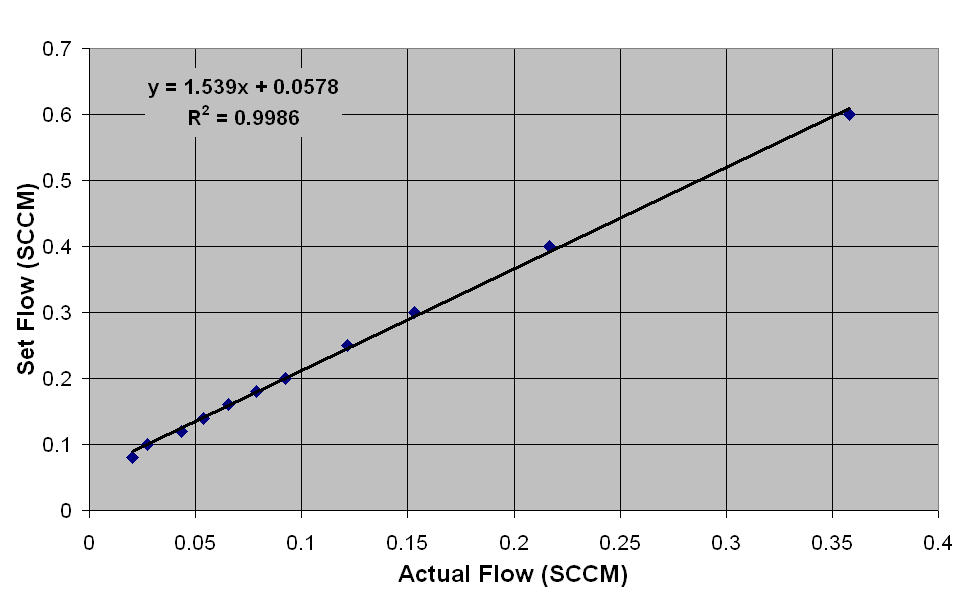 y = 1.539x + 0.0578
R² = 0.9986
0.7
0.6
0.5
0.4
0.3
0.2
0.1
0
Set Flow (SCCM)
0 0.05 0.1 0.15 0.2 0.25 0.3 0.35 0.4
Actual Flow (SCCM)